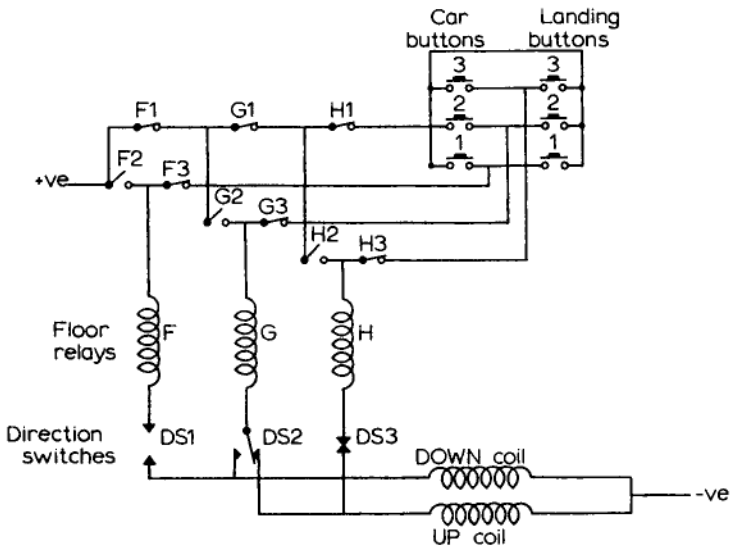 Car buttons
Landing buttons
3
3
F1
G1
H1
2
2
F2
1
1
+ve
F3
G2
G3
H2
H3
Floor relays
F
G
H
Direction switches
DS1
DS2
DS3
DOWN coil
-ve
UP coil